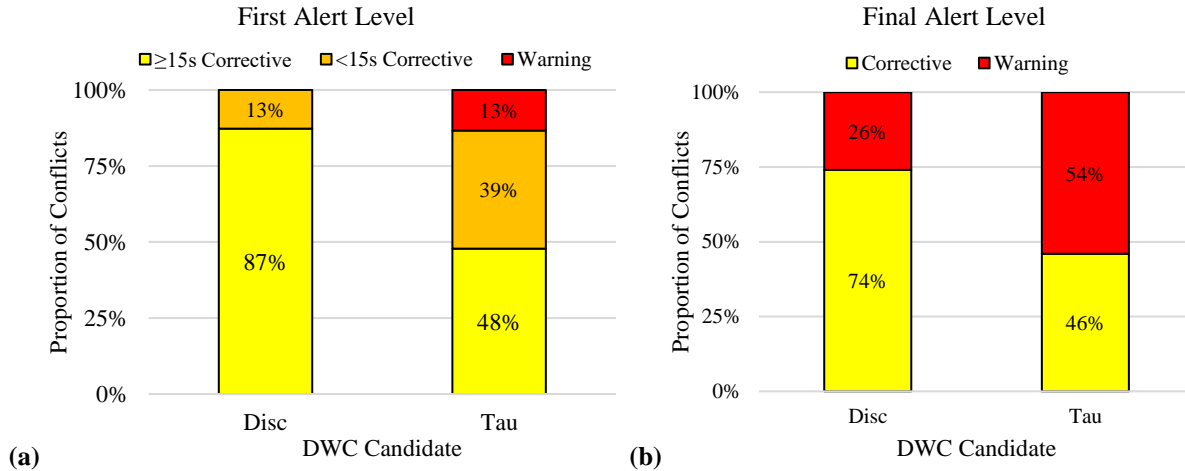 First Alert Level
≥15s Corrective <15s Corrective Warning
100%
75%
50%
25%
0%
Proportion of Conflicts
13%
87%
13%
39%
48%
Disc Tau
DWC Candidate
(a)
Final Alert Level
Corrective Warning
100%
75%
50%
25%
0%
Proportion of Conflicts
26%
74%
54%
46%
Disc Tau
DWC Candidate
(b)